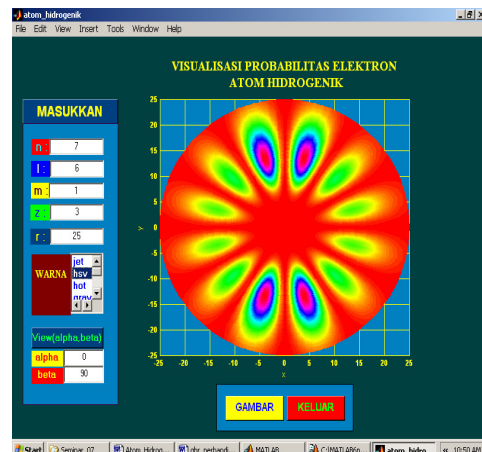 atom_hidrogenik
File Edit View Insert Tools Window Help
VISUALISASI PROBABILITAS ELEKTRON
ATOM HIDROGENIK
MASUKKAN
n : 7
l : 6
m : 1
z : 3
r : 25
WARNA
jet
hsv
hot
gray
View(alpha,beta)
alpha 0
beta 90
25
20
15
10
5
0
-5
-10
-15
-20
-25
Y
-25 -20 -15 -10 -5 0 5 10 15 20 25
X
GAMBAR KELUAR
Start Seminar_07 Atom_Hidrog... MATLAB C:\MATLAB6p... atom_hidro... 10:50 AM